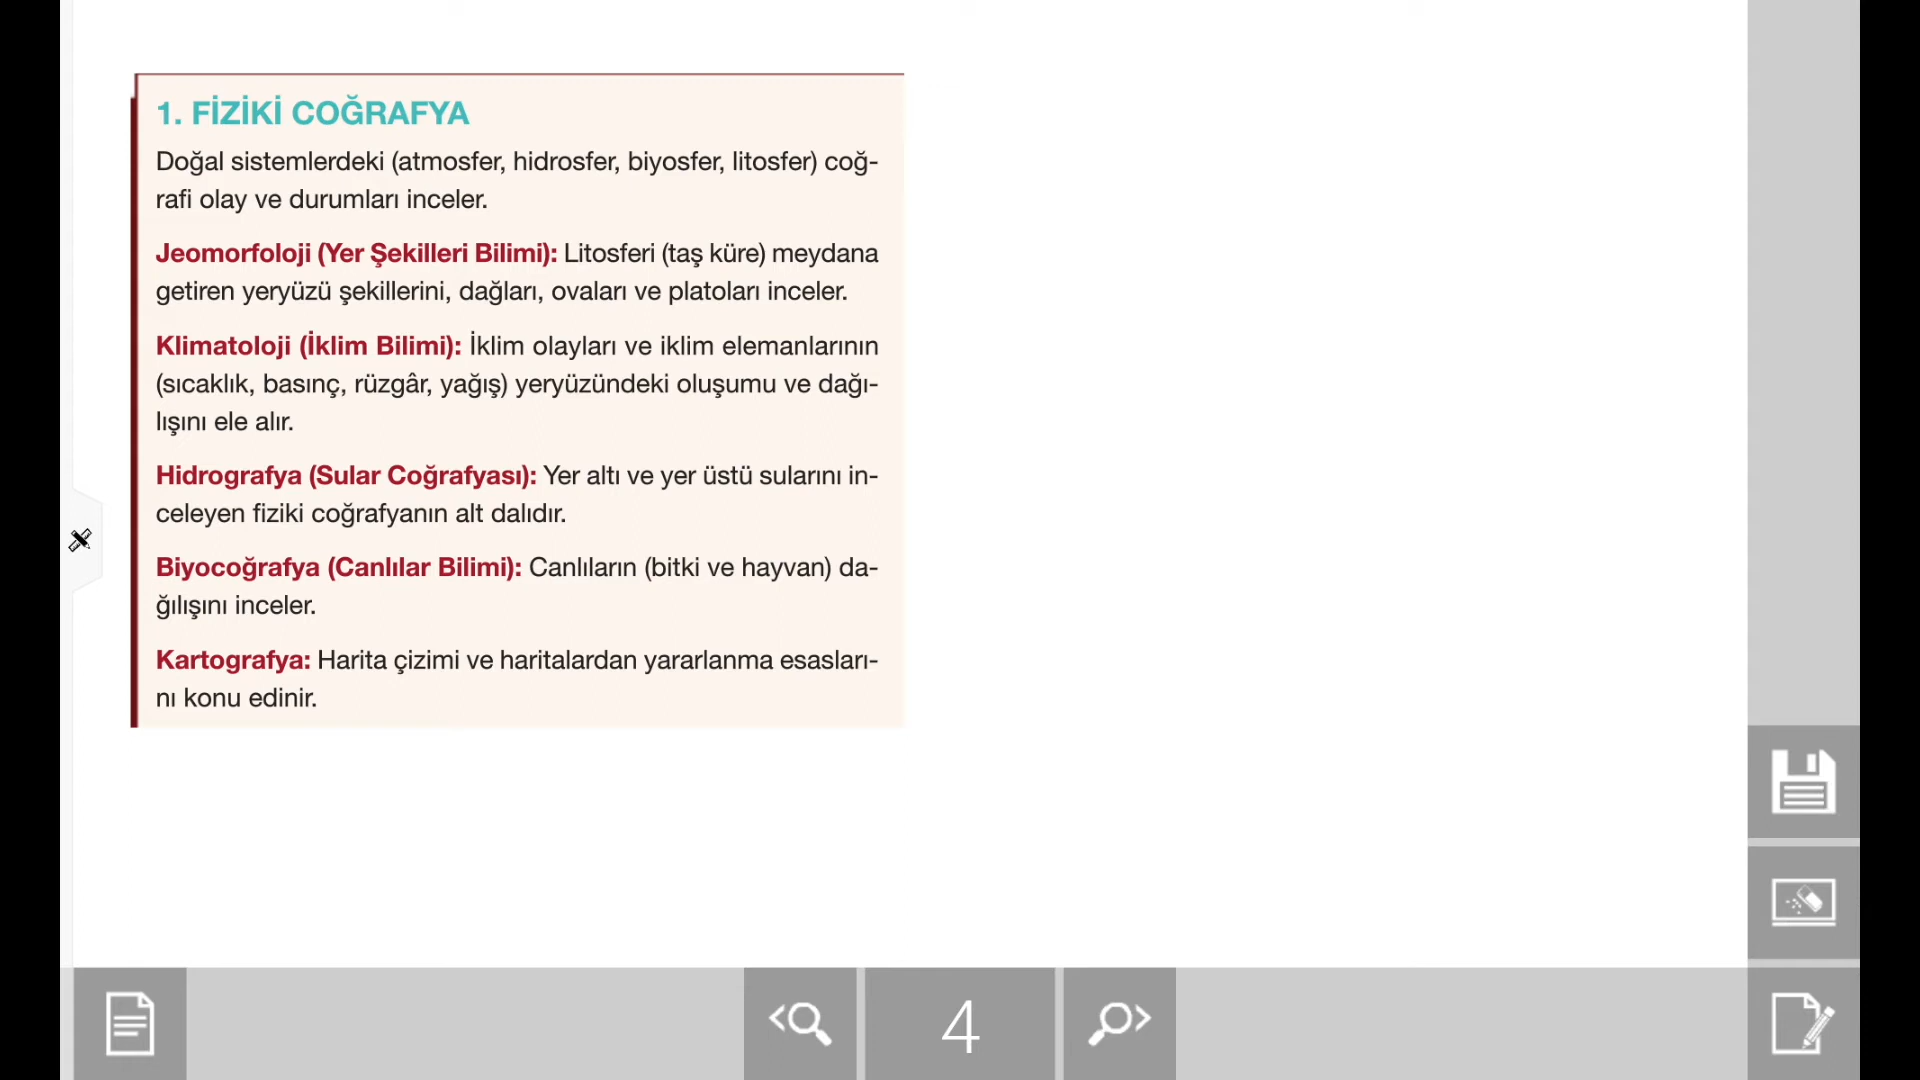 1. FİZİKİ COĞRAFYA
Doğal sistemlerdeki (atmosfer, hidrosfer, biyosfer, litosfer) coğ-
rafi olay ve durumları inceler.
Jeomorfoloji (Yer Şekilleri Bilimi): Litosferi (taş küre) meydana
getiren yeryüzü şekillerini, dağları, ovaları ve platoları inceler.
Klimatoloji (İklim Bilimi): İklim olayları ve iklim elemanlarının
(sıcaklık, basınç, rüzgâr, yağış) yeryüzündeki oluşumu ve dağı-
lışını ele alır.
Hidrografya (Sular Coğrafyası): Yer altı ve yer üstü sularını in-
celeyen fiziki coğrafyanın alt dalıdır.
Biyocoğrafya (Canlılar Bilimi): Canlıların (bitki ve hayvan) da-
ğılışını inceler.
Kartografya: Harita çizimi ve haritalardan yararlanma esasları-
nı konu edinir.
4